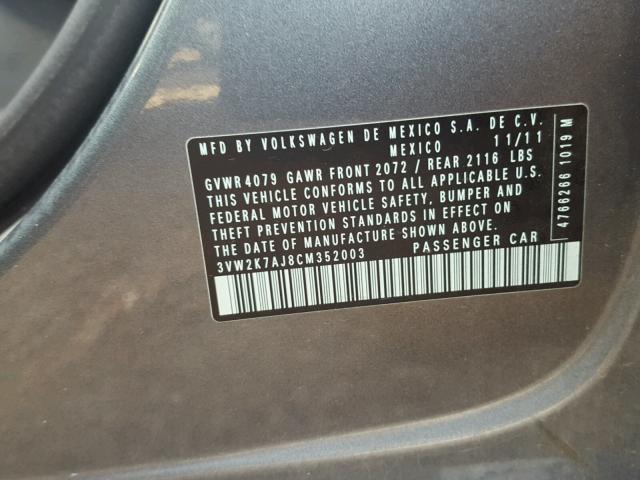 MFD BY VOLKSWAGEN DE MEXICO S.A. DE C.V.
MEXICO 11/11
GVWR 4079 GAWR FRONT 2072 / REAR 2116 LBS
THIS VEHICLE CONFORMS TO ALL APPLICABLE U.S.
FEDERAL MOTOR VEHICLE SAFETY, BUMPER AND
THEFT PREVENTION STANDARDS IN EFFECT ON
THE DATE OF MANUFACTURE SHOWN ABOVE.
3VW2K7AJ8CM352003 PASSENGER CAR
4766266 1019 M